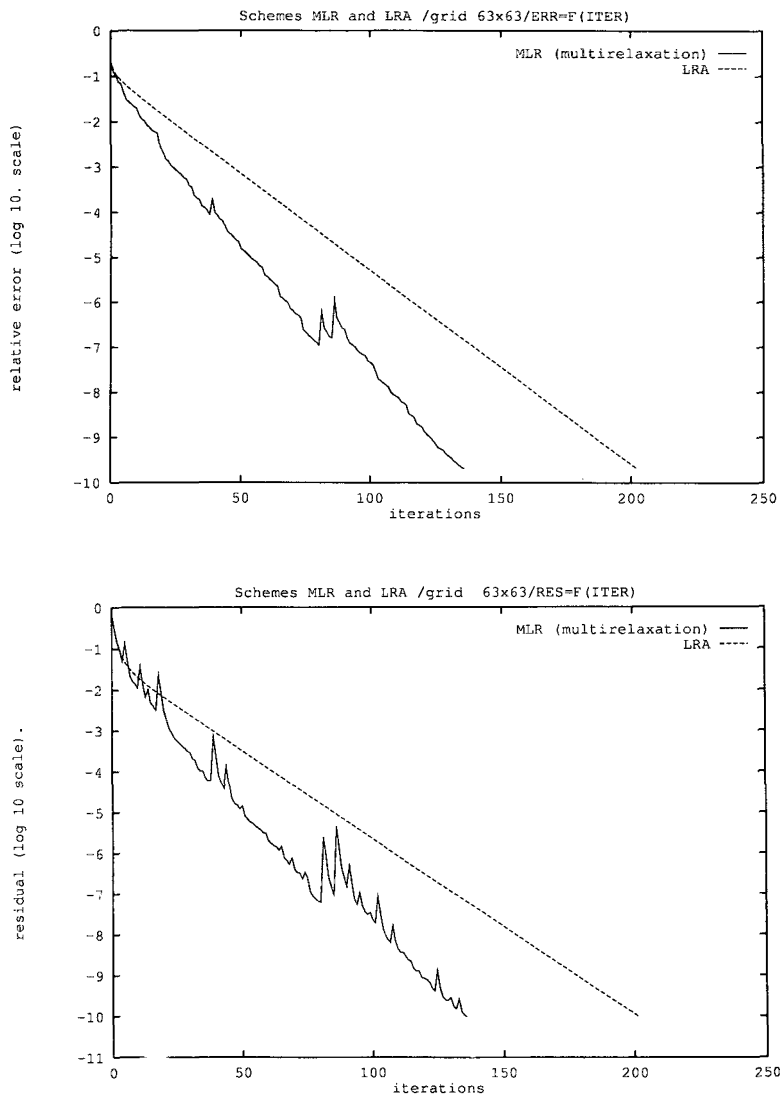 Schemes MLR and LRA /grid 63x63/ERR=F(ITER)
MLR (multirelaxation)
LRA
relative error (log 10. scale)
0
-1
-2
-3
-4
-5
-6
-7
-8
-9
-10
0 50 100 150 200 250
iterations
Schemes MLR and LRA /grid 63x63/RES=F(ITER)
MLR (multirelaxation)
LRA
residual (log 10 scale).
0
-1
-2
-3
-4
-5
-6
-7
-8
-9
-10
-11
0 50 100 150 200 250
iterations